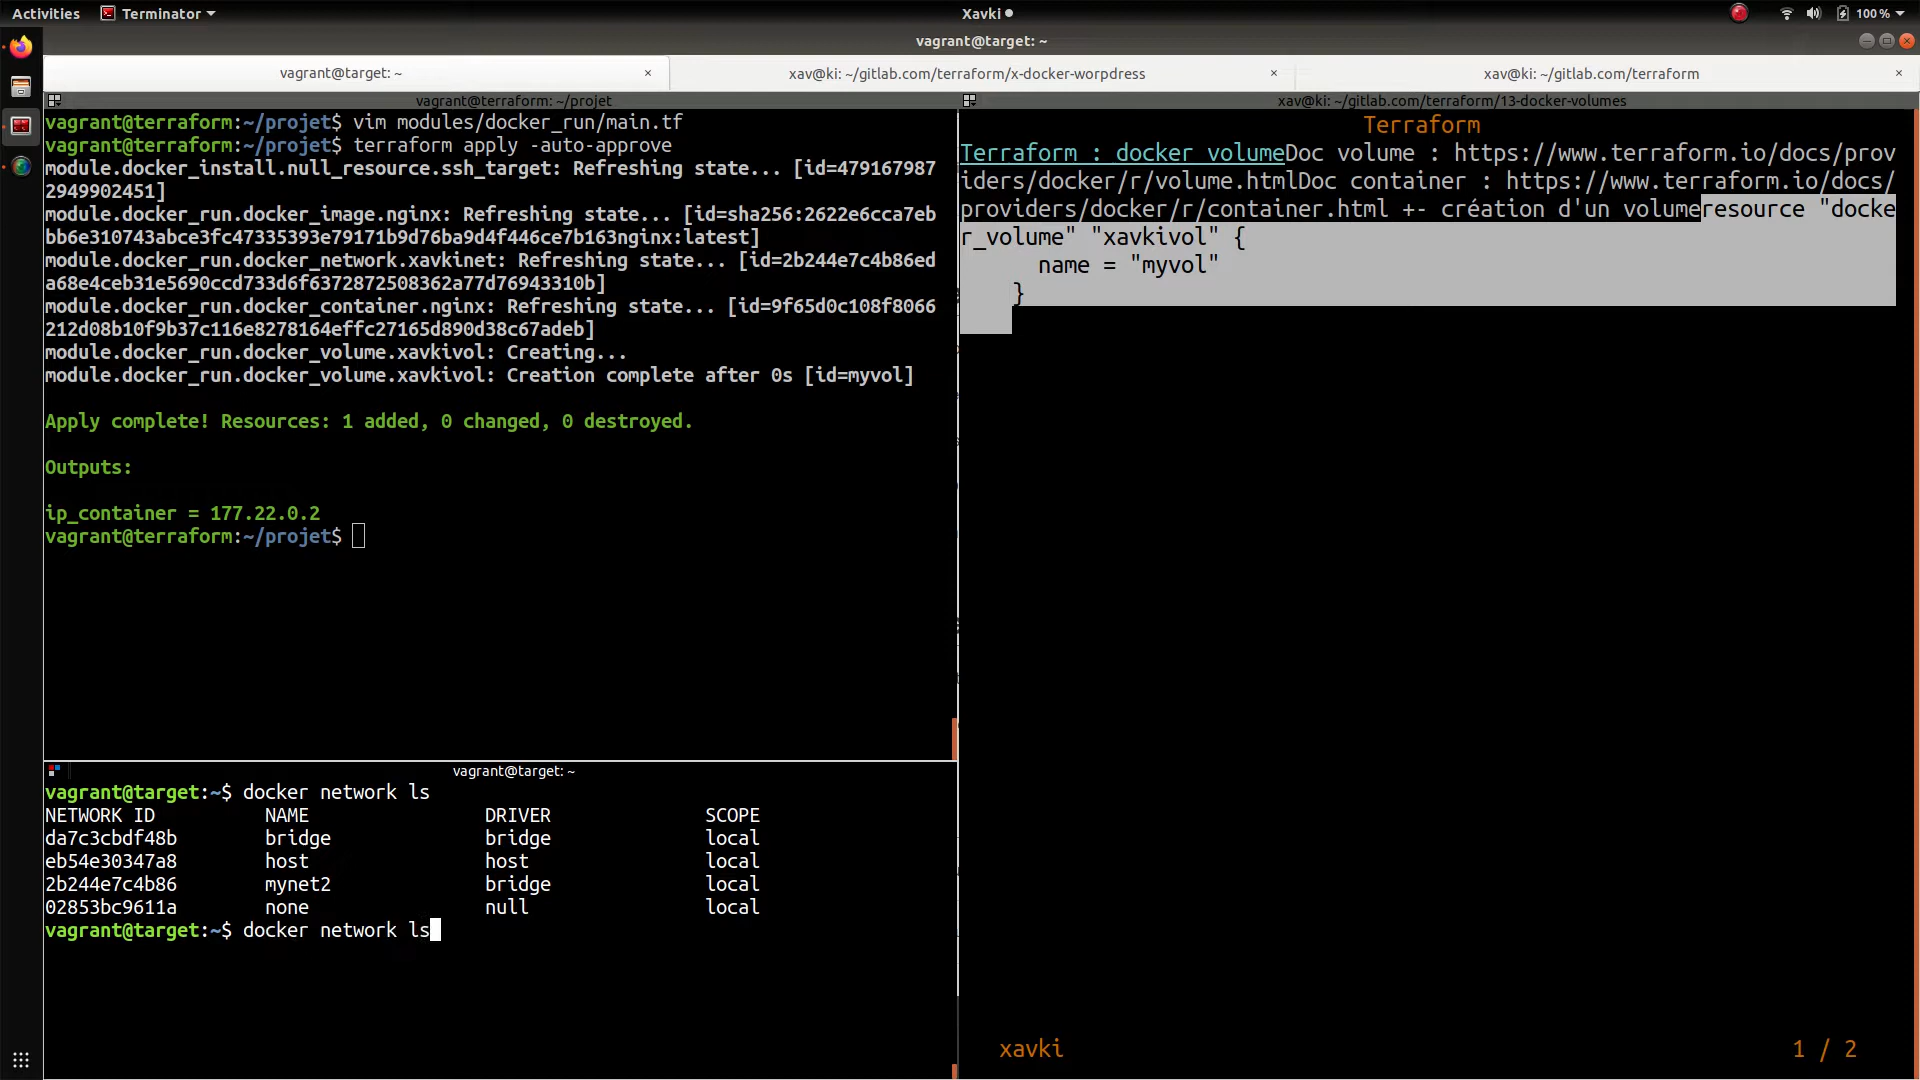 Activities
Terminator
Xavki
100 %
vagrant@target: ~
vagrant@target: ~
xav@ki: ~/gitlab.com/terraform/x-docker-worpdress
xav@ki: ~/gitlab.com/terraform
vagrant@terraform: ~/projet
vagrant@terraform:~/projet$ vim modules/docker_run/main.tf
vagrant@terraform:~/projet$ terraform apply -auto-approve
module.docker_install.null_resource.ssh_target: Refreshing state... [id=479167987
2949902451]
module.docker_run.docker_image.nginx: Refreshing state... [id=sha256:2622e6cca7eb
bb6e310743abce3fc47335393e79171b9d76ba9d4f446ce7b163nginx:latest]
module.docker_run.docker_network.xavkinet: Refreshing state... [id=2b244e7c4b86ed
a68e4ceb31e5690ccd733d6f6372872508362a77d76943310b]
module.docker_run.docker_container.nginx: Refreshing state... [id=9f65d0c108f8066
212d08b10f9b37c116e8278164effc27165d890d38c67adeb]
module.docker_run.docker_volume.xavkivol: Creating...
module.docker_run.docker_volume.xavkivol: Creation complete after 0s [id=myvol]
Apply complete! Resources: 1 added, 0 changed, 0 destroyed.
Outputs:
ip_container = 177.22.0.2
vagrant@terraform:~/projet$
vagrant@target: ~
vagrant@target:~$ docker network ls
NETWORK ID NAME DRIVER SCOPE
da7c3cbdf48b bridge bridge local
eb54e30347a8 host host local
2b244e7c4b86 mynet2 bridge local
02853bc9611a none null local
vagrant@target:~$ docker network ls
xav@ki: ~/gitlab.com/terraform/13-docker-volumes
Terraform
Terraform : docker volumeDoc volume : https://www.terraform.io/docs/prov
iders/docker/r/volume.htmlDoc container : https://www.terraform.io/docs/
providers/docker/r/container.html +- création d'un volumeresource "docke
r_volume" "xavkivol" {
name = "myvol"
}
xavki
1 / 2